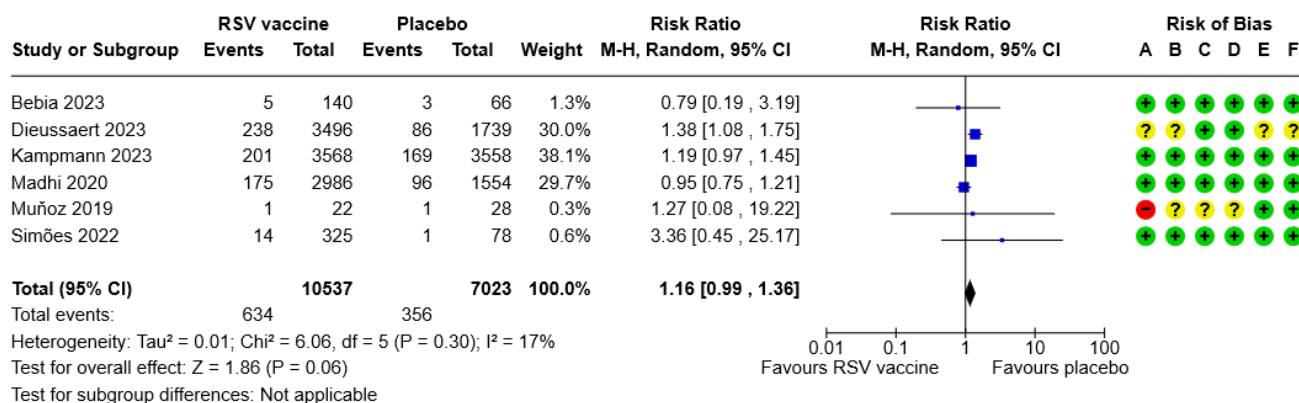 RSV vaccine Placebo Risk Ratio Risk Ratio Risk of Bias
Study or Subgroup Events Total Events Total Weight M-H, Random, 95% CI M-H, Random, 95% CI A B C D E F
Bebia 2023 5 140 3 66 1.3% 0.79 [0.19 , 3.19] + + + + + +
Dieussaert 2023 238 3496 86 1739 30.0% 1.38 [1.08 , 1.75] ? ? + + ? ?
Kampmann 2023 201 3568 169 3558 38.1% 1.19 [0.97 , 1.45] + + + + + +
Madhi 2020 175 2986 96 1554 29.7% 0.95 [0.75 , 1.21] + + + + + +
Muñoz 2019 1 22 1 28 0.3% 1.27 [0.08 , 19.22] − ? ? ? + +
Simões 2022 14 325 1 78 0.6% 3.36 [0.45 , 25.17] + + + + + +
Total (95% CI) 10537 7023 100.0% 1.16 [0.99 , 1.36]
Total events: 634 356
Heterogeneity: Tau² = 0.01; Chi² = 6.06, df = 5 (P = 0.30); I² = 17%
0.01 0.1 1 10 100
Test for overall effect: Z = 1.86 (P = 0.06)
Favours RSV vaccine Favours placebo
Test for subgroup differences: Not applicable